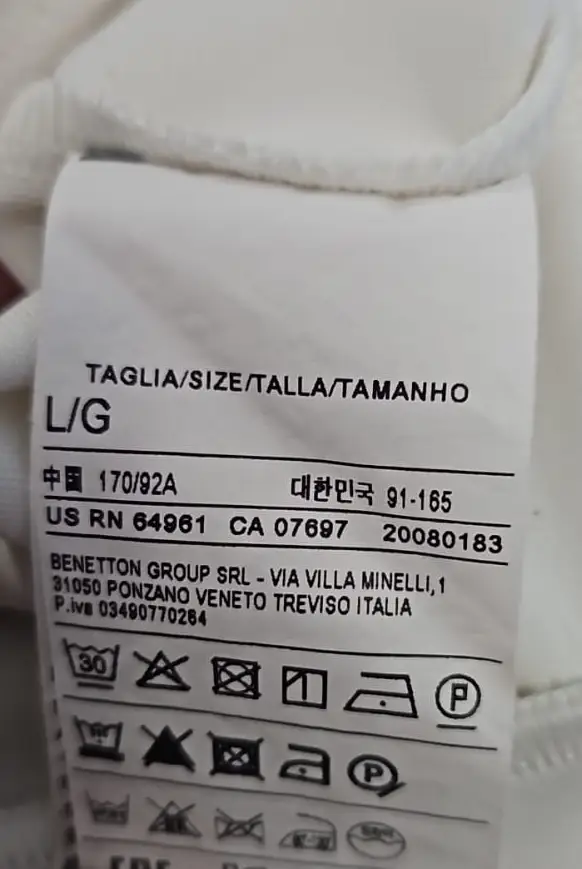 TAGLIA/SIZE/TALLA/TAMANHO
L/G
中国 170/92A 대한민국 91-165
US RN 64961 CA 07697 20080183
BENETTON GROUP SRL - VIA VILLA MINELLI,1
31050 PONZANO VENETO TREVISO ITALIA
P.iva 03490770264
30
P
P